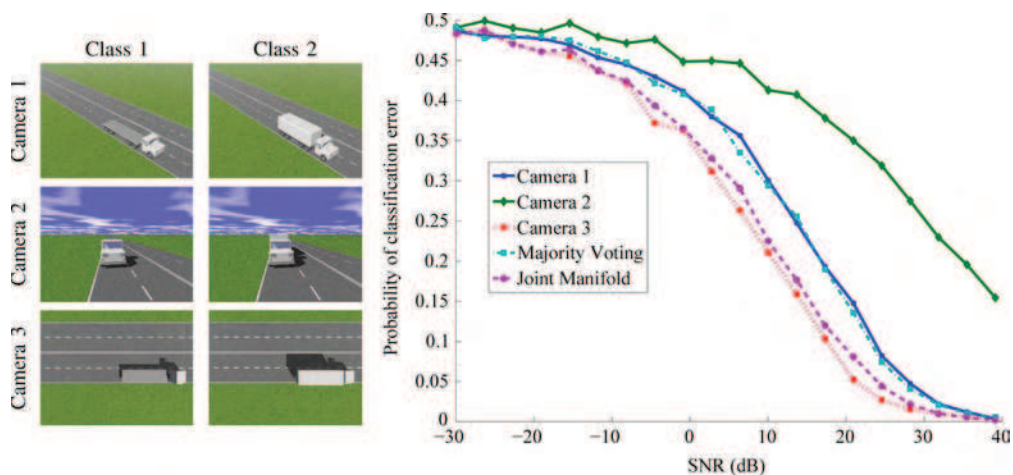 Class 1
Class 2
Camera 1
Camera 2
Camera 3
Probability of classification error
0.5
0.45
0.4
0.35
0.3
0.25
0.2
0.15
0.1
0.05
0
Camera 1
Camera 2
Camera 3
Majority Voting
Joint Manifold
−30 −20 −10 0 10 20 30 40
SNR (dB)